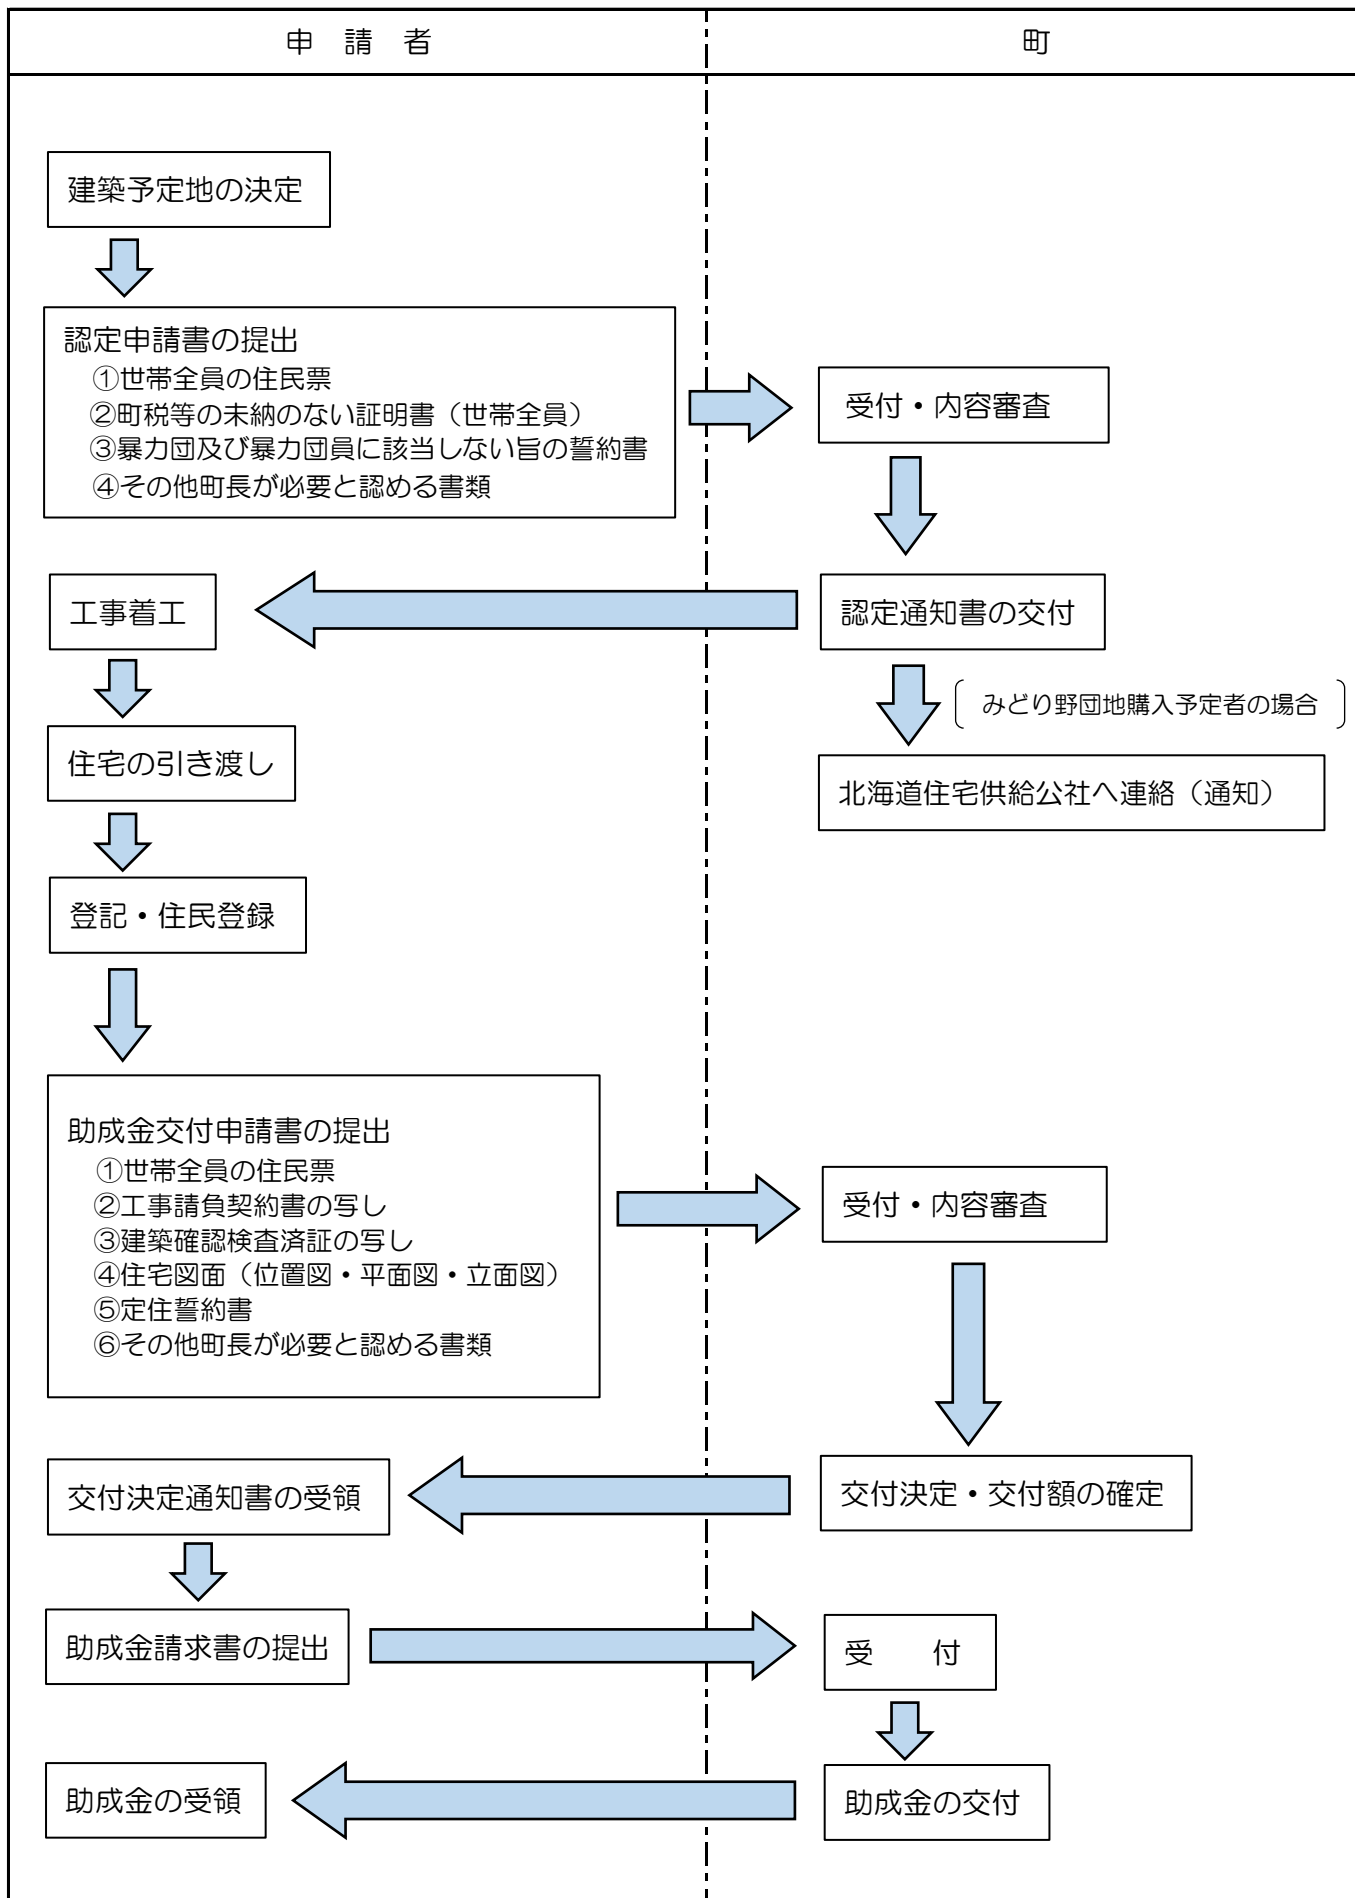 申　請　者
町
建築予定地の決定
認定申請書の提出
①世帯全員の住民票
②町税等の未納のない証明書（世帯全員）
③暴力団及び暴力団員に該当しない旨の誓約書
④その他町長が必要と認める書類
受付・内容審査
工事着工
認定通知書の交付
みどり野団地購入予定者の場合
住宅の引き渡し
北海道住宅供給公社へ連絡（通知）
登記・住民登録
助成金交付申請書の提出
①世帯全員の住民票
②工事請負契約書の写し
③建築確認検査済証の写し
④住宅図面（位置図・平面図・立面図）
⑤定住誓約書
⑥その他町長が必要と認める書類
受付・内容審査
交付決定通知書の受領
交付決定・交付額の確定
助成金請求書の提出
受　　付
助成金の受領
助成金の交付